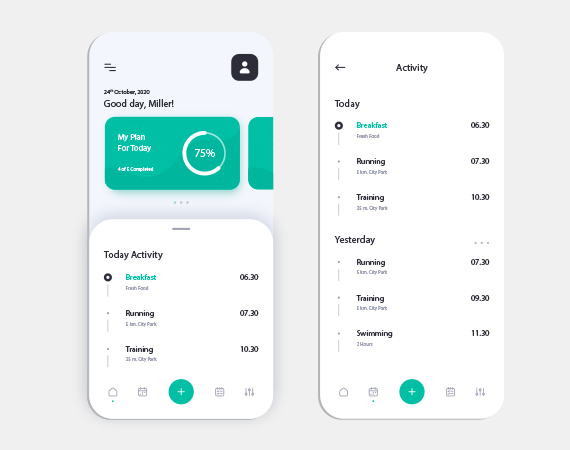 24th October, 2020
Good day, Miller!
My Plan
For Today
4 of 5 Completed
75%
Today Activity
Breakfast 06.30
Fresh Food
Running 07.30
5 km. City Park
Training 10.30
35 m. City Park
Activity
Today
Breakfast 06.30
Fresh Food
Running 07.30
5 km. City Park
Training 10.30
35 m. City Park
Yesterday
Running 07.30
5 km. City Park
Training 09.30
5 km. City Park
Swimming 11.30
2 Hours